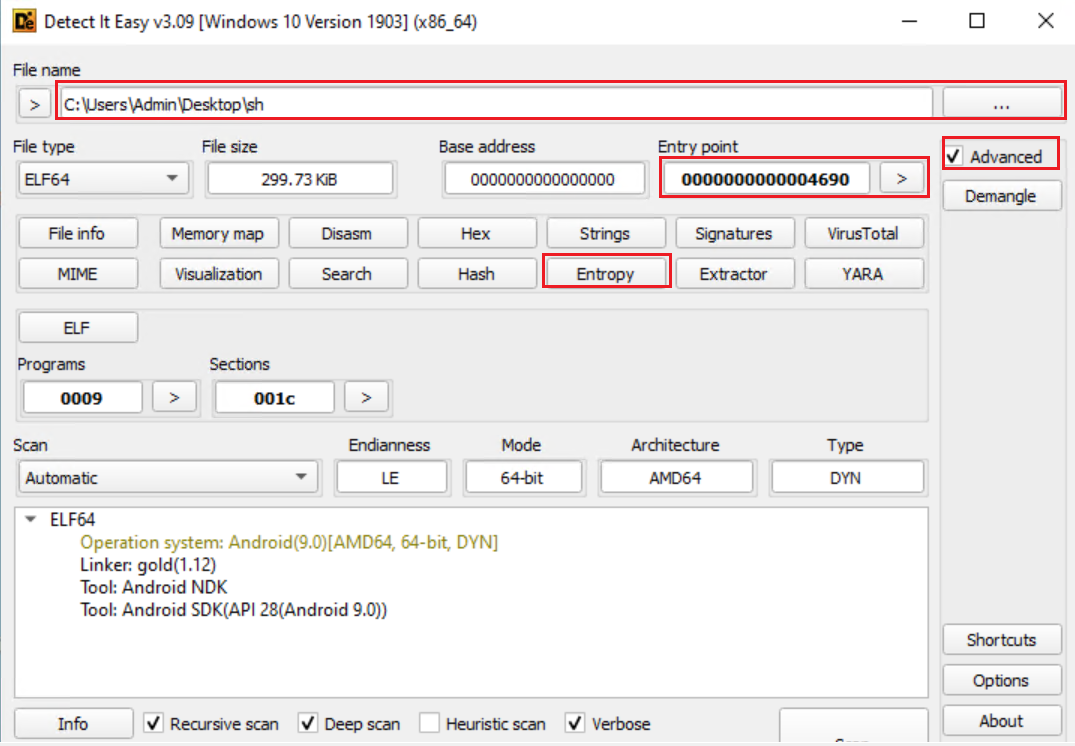 De Detect It Easy v3.09 [Windows 10 Version 1903] (x86_64)
File name
> C:\Users\Admin\Desktop\sh ...
File type File size Base address Entry point
ELF64 299.73 KiB 0000000000000000 0000000000004690 > Advanced
Demangle
File info Memory map Disasm Hex Strings Signatures VirusTotal
MIME Visualization Search Hash Entropy Extractor YARA
ELF
Programs Sections
0009 > 001c >
Scan Endianness Mode Architecture Type
Automatic LE 64-bit AMD64 DYN
ELF64
Operation system: Android(9.0)[AMD64, 64-bit, DYN]
Linker: gold(1.12)
Tool: Android NDK
Tool: Android SDK(API 28(Android 9.0))
Shortcuts
Options
About
Info Recursive scan Deep scan Heuristic scan Verbose